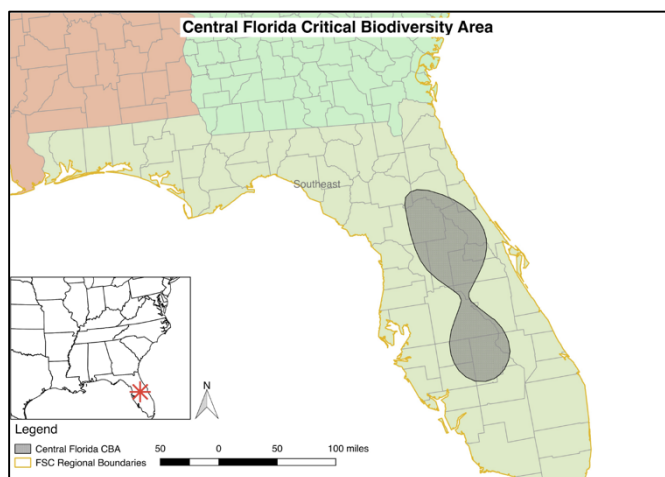 Central Florida Critical Biodiversity Area
Southeast
N
Legend
Central Florida CBA
FSC Regional Boundaries
50 0 50 100 miles